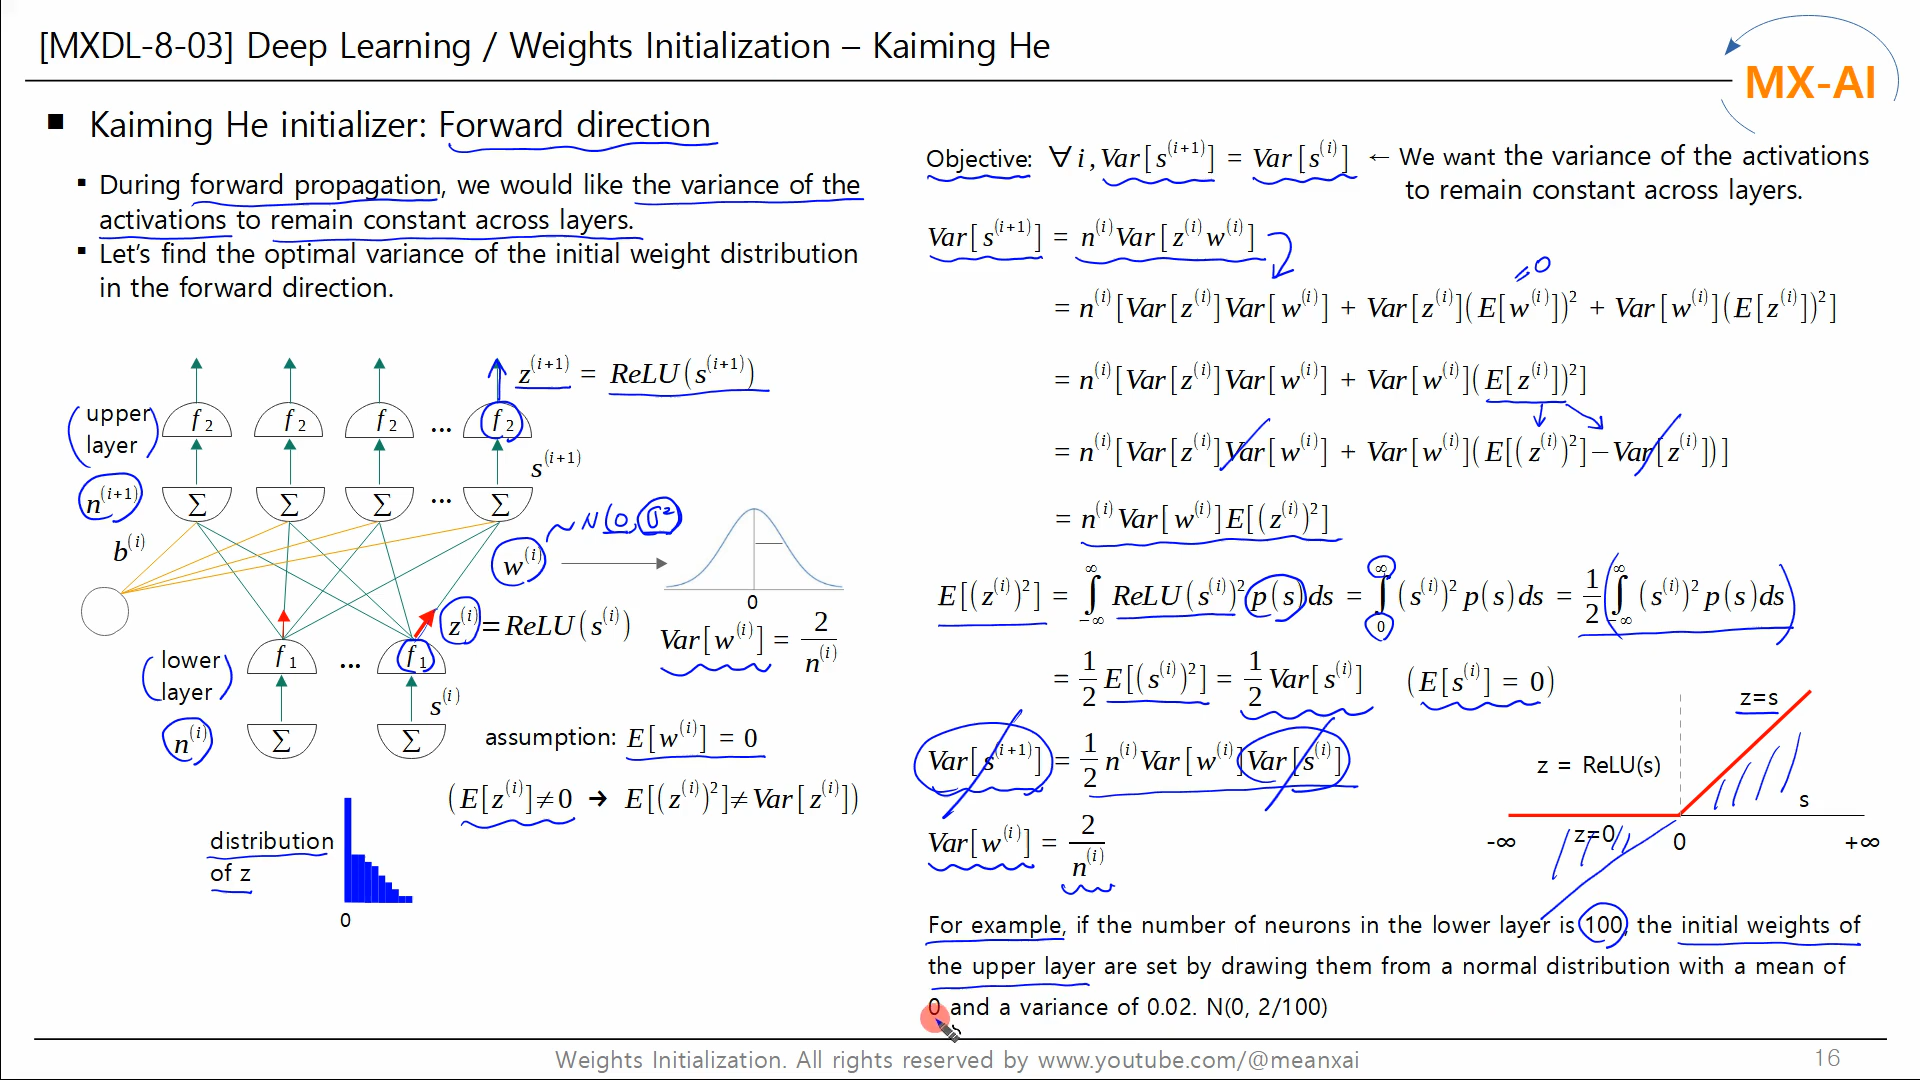 [MXDL-8-03] Deep Learning / Weights Initialization – Kaiming He
MX-AI
■ Kaiming He initializer: Forward direction
▪ During forward propagation, we would like the variance of the
activations to remain constant across layers.
▪ Let's find the optimal variance of the initial weight distribution
in the forward direction.
z^(i+1) = ReLU(s^(i+1))
upper
layer
f₂ f₂ f₂ ... f₂
s^(i+1)
n^(i+1)
∑ ∑ ∑ ... ∑
b^(i)
~N(0, σ²)
w^(i)
0
z^(i) = ReLU(s^(i))
Var[w^(i)] = 2/n^(i)
lower
layer
f₁ ... f₁
s^(i)
n^(i)
∑ ∑
assumption: E[w^(i)] = 0
(E[z^(i)]≠0 → E[(z^(i))²]≠Var[z^(i)])
distribution
of z
0
Objective: ∀i, Var[s^(i+1)] = Var[s^(i)] ← We want the variance of the activations
to remain constant across layers.
Var[s^(i+1)] = n^(i)Var[z^(i)w^(i)]
=0
= n^(i)[Var[z^(i)]Var[w^(i)] + Var[z^(i)](E[w^(i)])² + Var[w^(i)](E[z^(i)])²]
= n^(i)[Var[z^(i)]Var[w^(i)] + Var[w^(i)](E[z^(i)])²]
= n^(i)[Var[z^(i)]Var[w^(i)] + Var[w^(i)](E[(z^(i))²]−Var[z^(i)])]
= n^(i)Var[w^(i)]E[(z^(i))²]
E[(z^(i))²] = ∫_{-∞}^{∞} ReLU(s^(i))² p(s)ds = ∫_0^{∞} (s^(i))² p(s)ds = 1/2 ∫_{-∞}^{∞} (s^(i))² p(s)ds
= 1/2 E[(s^(i))²] = 1/2 Var[s^(i)] (E[s^(i)] = 0)
Var[s^(i+1)] = 1/2 n^(i)Var[w^(i)]Var[s^(i)]
Var[w^(i)] = 2/n^(i)
z=s
z = ReLU(s)
s
z=0
-∞ 0 +∞
For example, if the number of neurons in the lower layer is 100, the initial weights of
the upper layer are set by drawing them from a normal distribution with a mean of
0 and a variance of 0.02. N(0, 2/100)
Weights Initialization. All rights reserved by www.youtube.com/@meanxai
16